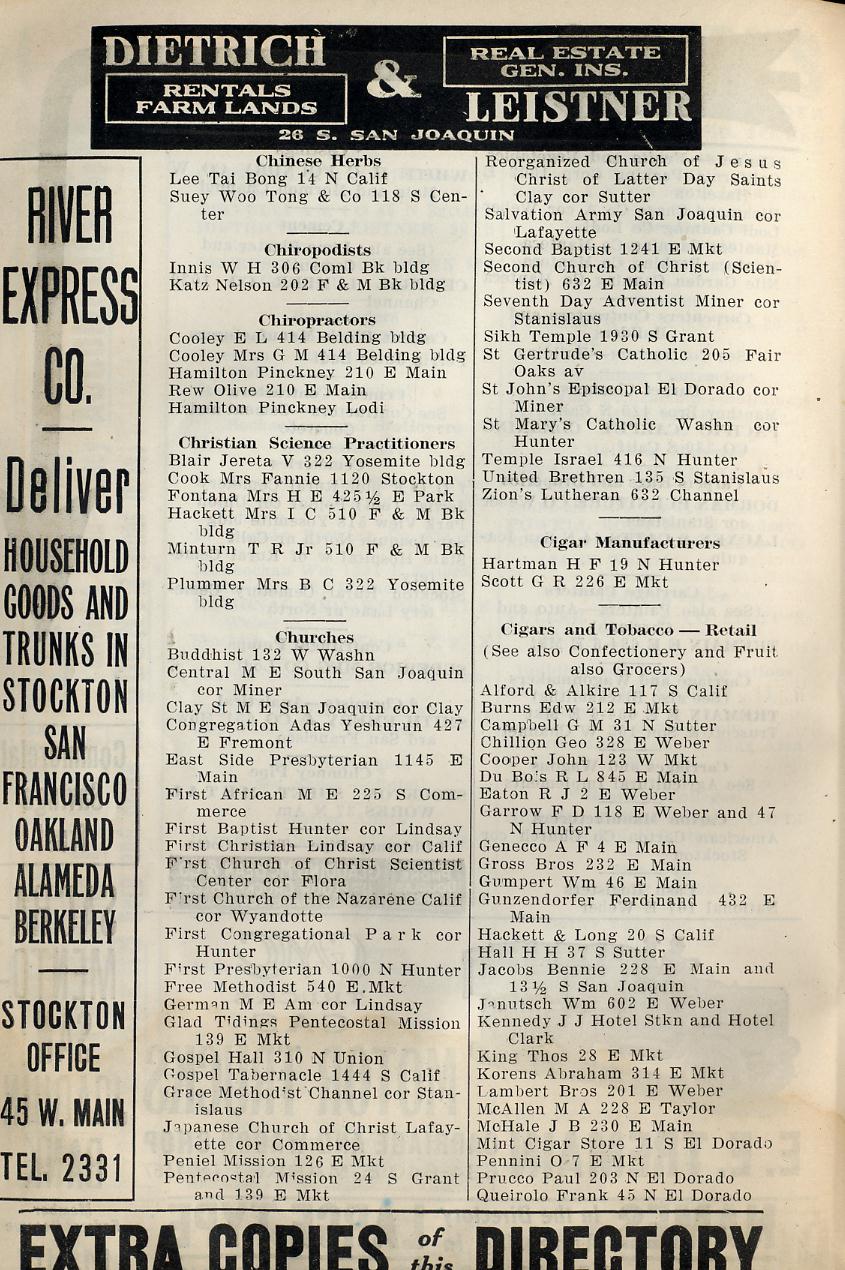 DIETRICH
RENTALS
FARM LANDS
&
REAL ESTATE
GEN. INS.
LEISTNER
26 S. SAN JOAQUIN
RIVER
EXPRESS
CO.
Deliver
HOUSEHOLD
GOODS AND
TRUNKS IN
STOCKTON
SAN
FRANCISCO
OAKLAND
ALAMEDA
BERKELEY
STOCKTON
OFFICE
45 W. MAIN
TEL. 2331
Chinese Herbs
Lee Tai Bong 14 N Calif
Suey Woo Tong & Co 118 S Cen-
ter
Chiropodists
Innis W H 306 Coml Bk bldg
Katz Nelson 202 F & M Bk bldg
Chiropractors
Cooley E L 414 Belding bldg
Cooley Mrs G M 414 Belding bldg
Hamilton Pinckney 210 E Main
Rew Olive 210 E Main
Hamilton Pinckney Lodi
Christian Science Practitioners
Blair Jereta V 322 Yosemite bldg
Cook Mrs Fannie 1120 Stockton
Fontana Mrs H E 425½ E Park
Hackett Mrs I C 510 F & M Bk
bldg
Minturn T R Jr 510 F & M Bk
bldg
Plummer Mrs B C 322 Yosemite
bldg
Churches
Buddhist 132 W Washn
Central M E South San Joaquin
cor Miner
Clay St M E San Joaquin cor Clay
Congregation Adas Yeshurun 427
E Fremont
East Side Presbyterian 1145 E
Main
First African M E 225 S Com-
merce
First Baptist Hunter cor Lindsay
First Christian Lindsay cor Calif
First Church of Christ Scientist
Center cor Flora
First Church of the Nazarene Calif
cor Wyandotte
First Congregational Park cor
Hunter
First Presbyterian 1000 N Hunter
Free Methodist 540 E.Mkt
German M E Am cor Lindsay
Glad Tidings Pentecostal Mission
139 E Mkt
Gospel Hall 310 N Union
Gospel Tabernacle 1444 S Calif
Grace Methodist Channel cor Stan-
islaus
Japanese Church of Christ Lafay-
ette cor Commerce
Peniel Mission 126 E Mkt
Pentecostal Mission 24 S Grant
and 139 E Mkt
Reorganized Church of Jesus
Christ of Latter Day Saints
Clay cor Sutter
Salvation Army San Joaquin cor
Lafayette
Second Baptist 1241 E Mkt
Second Church of Christ (Scien-
tist) 632 E Main
Seventh Day Adventist Miner cor
Stanislaus
Sikh Temple 1930 S Grant
St Gertrude's Catholic 205 Fair
Oaks av
St John's Episcopal El Dorado cor
Miner
St Mary's Catholic Washn cor
Hunter
Temple Israel 416 N Hunter
United Brethren 135 S Stanislaus
Zion's Lutheran 632 Channel
Cigar Manufacturers
Hartman H F 19 N Hunter
Scott G R 226 E Mkt
Cigars and Tobacco — Retail
(See also Confectionery and Fruit
also Grocers)
Alford & Alkire 117 S Calif
Burns Edw 212 E Mkt
Campbell G M 31 N Sutter
Chillion Geo 328 E Weber
Cooper John 123 W Mkt
Du Bois R L 845 E Main
Eaton R J 2 E Weber
Garrow F D 118 E Weber and 47
N Hunter
Genecco A F 4 E Main
Gross Bros 232 E Main
Gumpert Wm 46 E Main
Gunzendorfer Ferdinand 432 E
Main
Hackett & Long 20 S Calif
Hall H H 37 S Sutter
Jacobs Bennie 228 E Main and
13½ S San Joaquin
Janutsch Wm 602 E Weber
Kennedy J J Hotel Stkn and Hotel
Clark
King Thos 28 E Mkt
Korens Abraham 314 E Mkt
Lambert Bros 201 E Weber
McAllen M A 228 E Taylor
McHale J B 230 E Main
Mint Cigar Store 11 S El Dorado
Pennini O 7 E Mkt
Prucco Paul 203 N El Dorado
Queirolo Frank 45 N El Dorado
EXTRA COPIES of this DIRECTORY